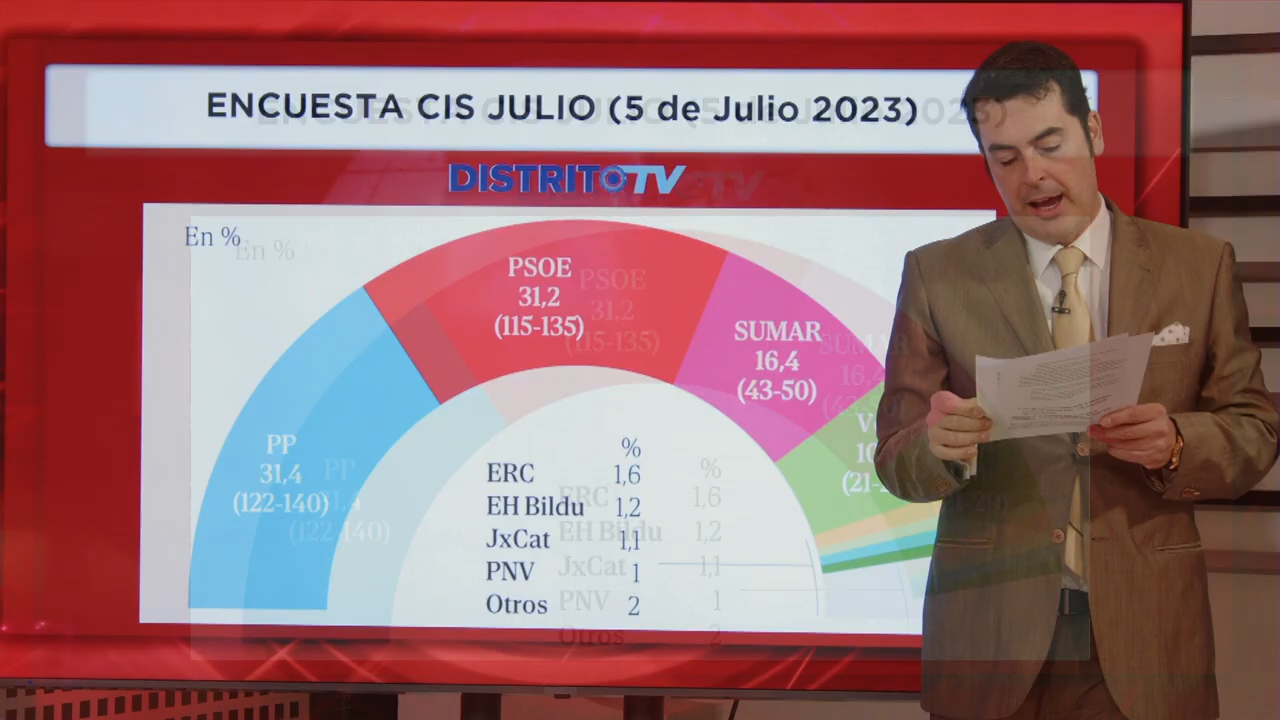 ENCUESTA CIS JULIO (5 de Julio 2023)
DISTRITOTV
En %
PSOE
31,2
(115-135)
SUMAR
16,4
(43-50)
PP
31,4
(122-140)
%
ERC 1,6
EH Bildu 1,2
JxCat 1,1
PNV 1
Otros 2